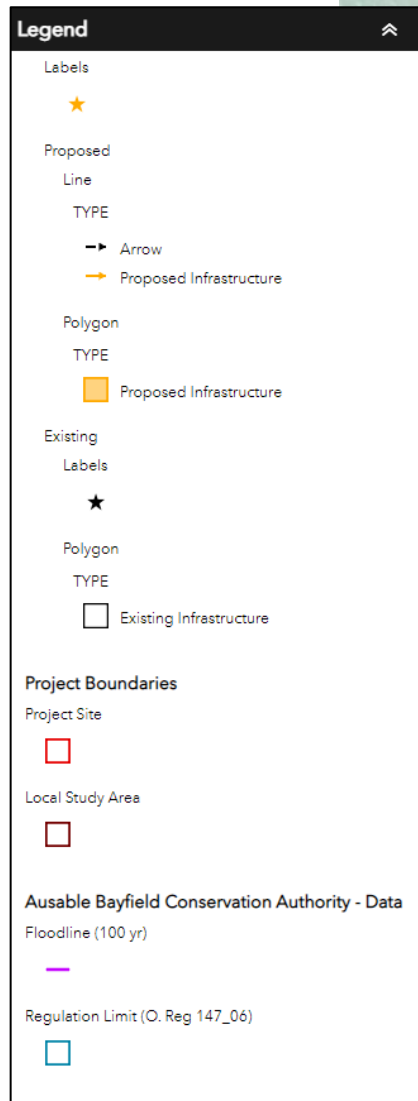 Legend
Labels
Proposed
Line
TYPE
Arrow
Proposed Infrastructure
Polygon
TYPE
Proposed Infrastructure
Existing
Labels
Polygon
TYPE
Existing Infrastructure
Project Boundaries
Project Site
Local Study Area
Ausable Bayfield Conservation Authority - Data
Floodline (100 yr)
Regulation Limit (O. Reg 147_06)